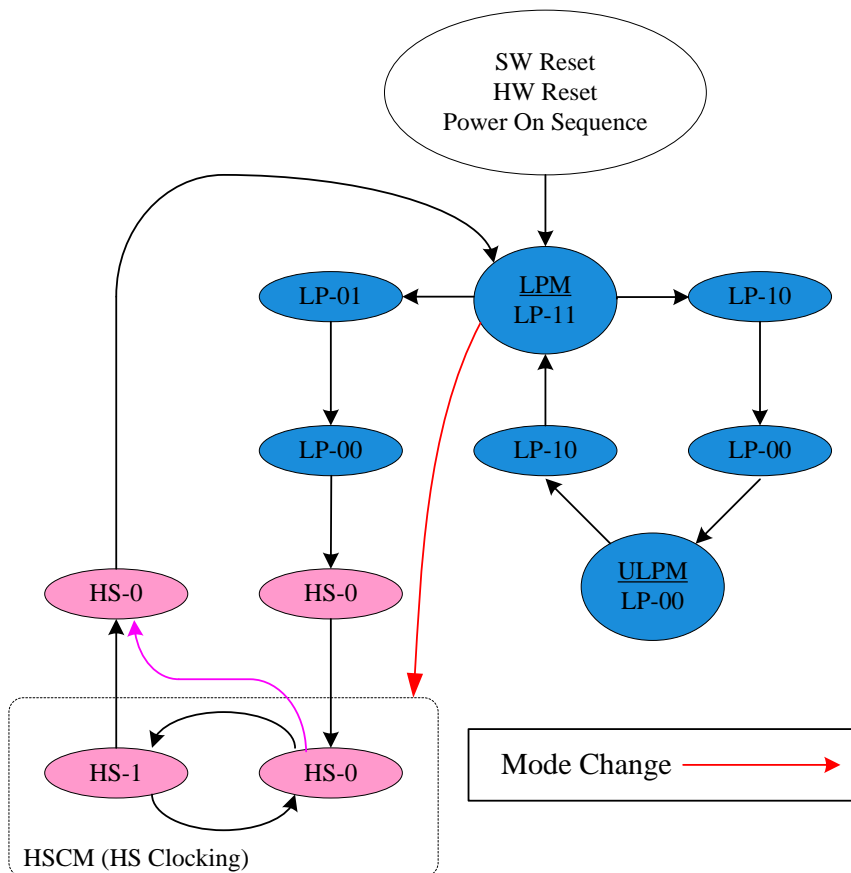 SW Reset
HW Reset
Power On Sequence
LP-01
LPM
LP-11
LP-10
LP-00
LP-10
LP-00
HS-0
HS-0
ULPM
LP-00
HS-1
HS-0
Mode Change
HSCM (HS Clocking)